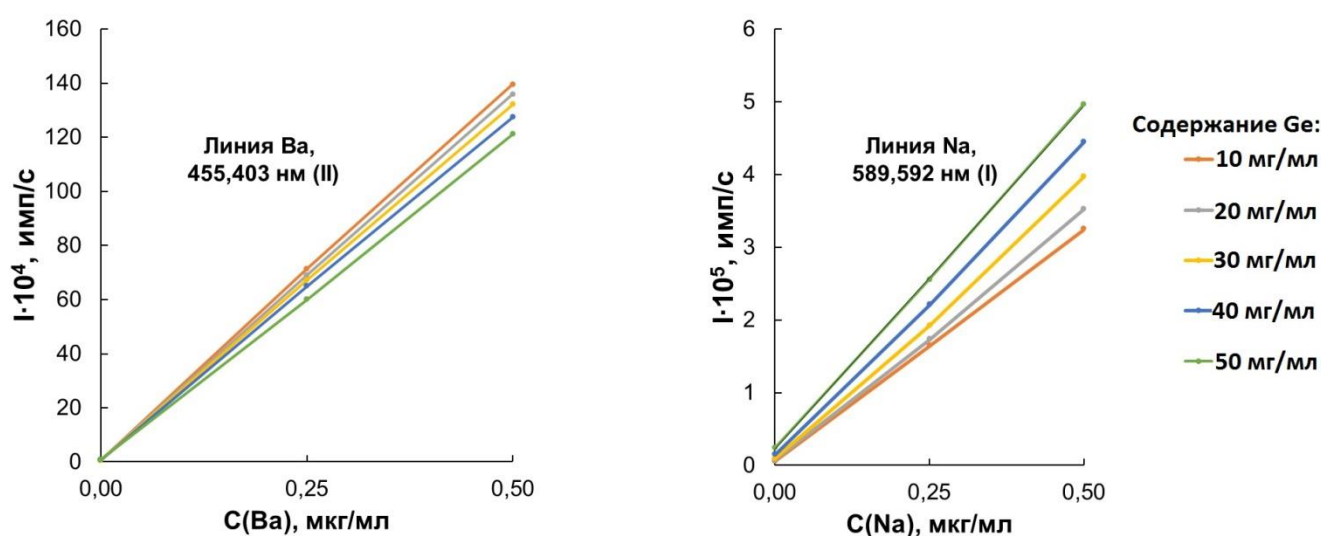 160
140
120
100
80
60
40
20
0
I·10⁴, имп/с
Линия Ba,
455,403 нм (II)
0,00
0,25
0,50
C(Ba), мкг/мл
6
5
4
3
2
1
0
I·10⁵, имп/с
Линия Na,
589,592 нм (I)
0,00
0,25
0,50
C(Na), мкг/мл
Содержание Ge:
10 мг/мл
20 мг/мл
30 мг/мл
40 мг/мл
50 мг/мл